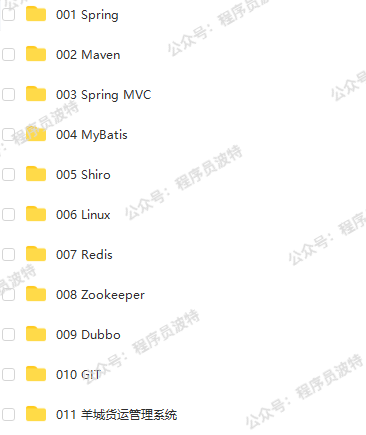 001 Spring
002 Maven
003 Spring MVC
004 MyBatis
005 Shiro
006 Linux
007 Redis
008 Zookeeper
009 Dubbo
010 GIT
011 羊城货运管理系统
公众号：程序员波特
公众号：程序员波特
公众号：程序员波特
公众号：程序员波特
公众号：程序员波特